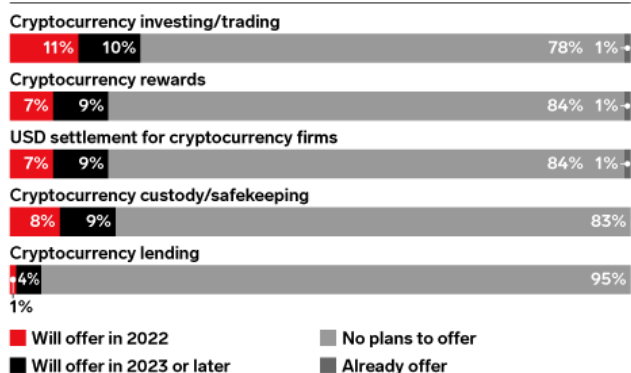 Cryptocurrency investing/trading
11% 10% 78% 1%
Cryptocurrency rewards
7% 9% 84% 1%
USD settlement for cryptocurrency firms
7% 9% 84% 1%
Cryptocurrency custody/safekeeping
8% 9% 83%
Cryptocurrency lending
4% 95%
1%
Will offer in 2022 No plans to offer
Will offer in 2023 or later Already offer